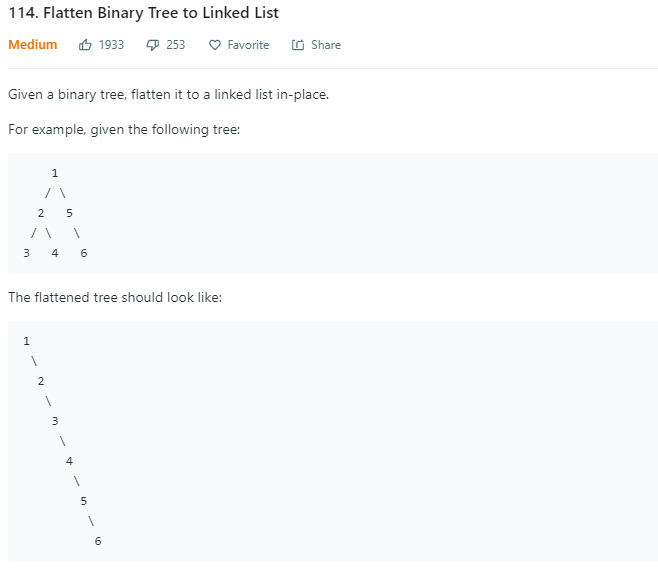 114. Flatten Binary Tree to Linked List
Medium 1933 253 Favorite Share
Given a binary tree, flatten it to a linked list in-place.
For example, given the following tree:
    1
   / \
  2   5
 / \   \
3   4   6
The flattened tree should look like:
1
 \
  2
   \
    3
     \
      4
       \
        5
         \
          6